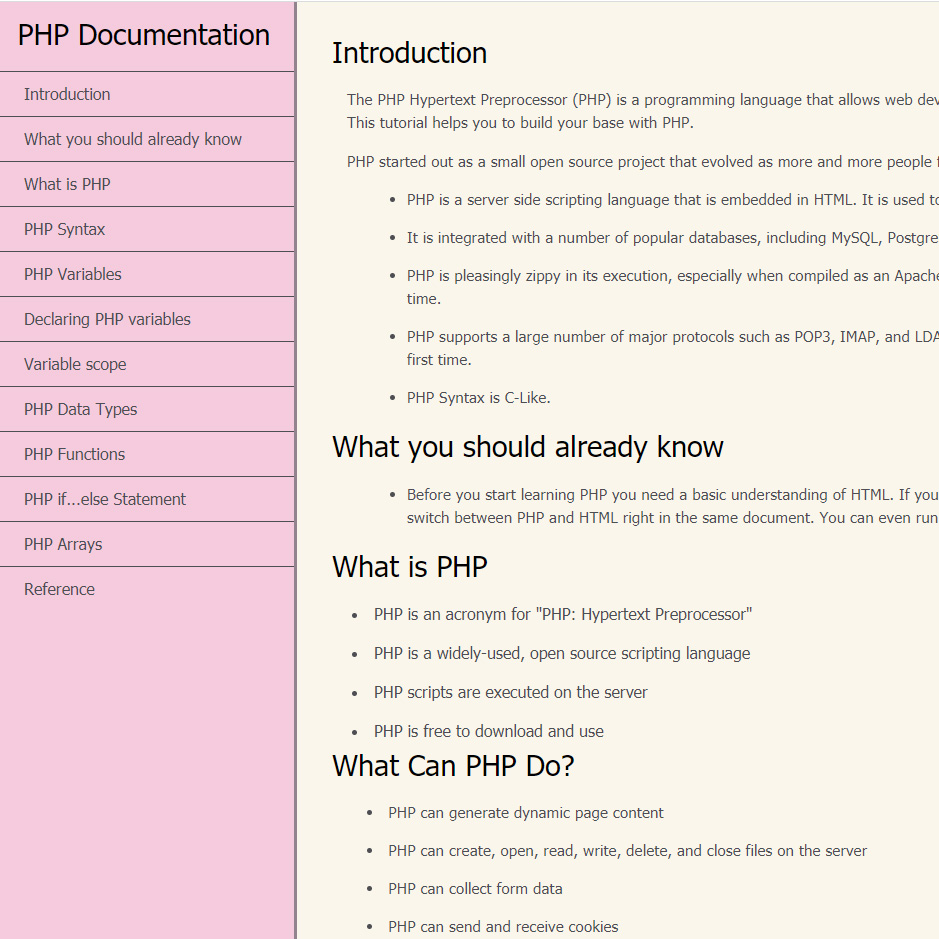 PHP Documentation
Introduction
What you should already know
What is PHP
PHP Syntax
PHP Variables
Declaring PHP variables
Variable scope
PHP Data Types
PHP Functions
PHP if...else Statement
PHP Arrays
Reference
Introduction
The PHP Hypertext Preprocessor (PHP) is a programming language that allows web dev
This tutorial helps you to build your base with PHP.
PHP started out as a small open source project that evolved as more and more people f
• PHP is a server side scripting language that is embedded in HTML. It is used to
• It is integrated with a number of popular databases, including MySQL, Postgre
• PHP is pleasingly zippy in its execution, especially when compiled as an Apache
time.
• PHP supports a large number of major protocols such as POP3, IMAP, and LDA
first time.
• PHP Syntax is C-Like.
What you should already know
• Before you start learning PHP you need a basic understanding of HTML. If you
switch between PHP and HTML right in the same document. You can even run
What is PHP
• PHP is an acronym for "PHP: Hypertext Preprocessor"
• PHP is a widely-used, open source scripting language
• PHP scripts are executed on the server
• PHP is free to download and use
What Can PHP Do?
• PHP can generate dynamic page content
• PHP can create, open, read, write, delete, and close files on the server
• PHP can collect form data
• PHP can send and receive cookies